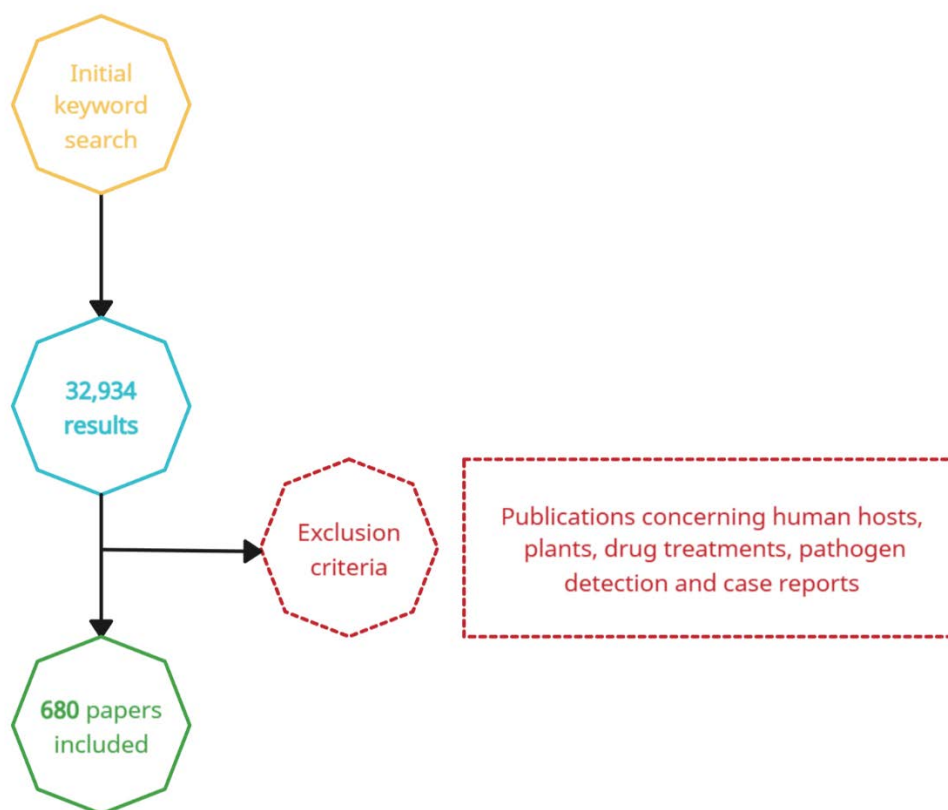 Initial
keyword
search
32,934
results
Exclusion
criteria
Publications concerning human hosts,
plants, drug treatments, pathogen
detection and case reports
680 papers
included